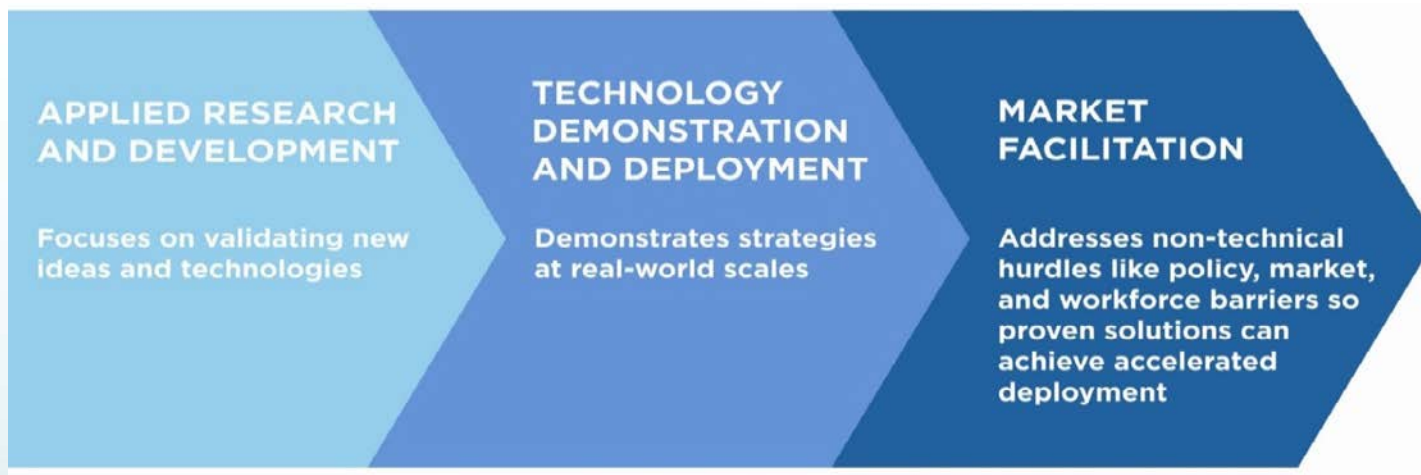 APPLIED RESEARCH
AND DEVELOPMENT
Focuses on validating new
ideas and technologies
TECHNOLOGY
DEMONSTRATION
AND DEPLOYMENT
Demonstrates strategies
at real-world scales
MARKET
FACILITATION
Addresses non-technical
hurdles like policy, market,
and workforce barriers so
proven solutions can
achieve accelerated
deployment